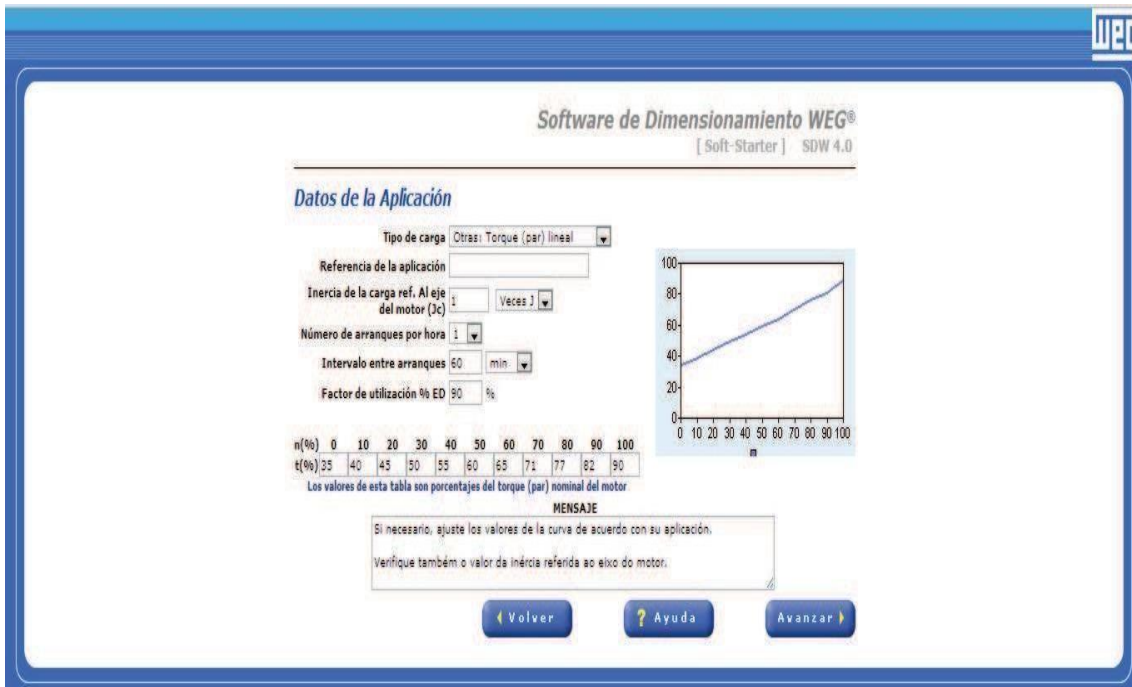 weg
Software de Dimensionamiento WEG®
[ Soft-Starter ] SDW 4.0
Datos de la Aplicación
Tipo de carga Otras: Torque (par) lineal
Referencia de la aplicación
Inercia de la carga ref. Al eje
del motor (Jc) 1 Veces J
Número de arranques por hora 1
Intervalo entre arranques 60 min
Factor de utilización % ED 90 %
100
80
60
40
20
0
0 10 20 30 40 50 60 70 80 90 100
m
n(%) 0 10 20 30 40 50 60 70 80 90 100
t(%) 35 40 45 50 55 60 65 71 77 82 90
Los valores de esta tabla son porcentajes del torque (par) nominal del motor
MENSAJE
Si necesario, ajuste los valores de la curva de acuerdo con su aplicación.
Verifique também o valor da inércia referida ao eixo do motor.
Volver
? Ayuda
Avanzar